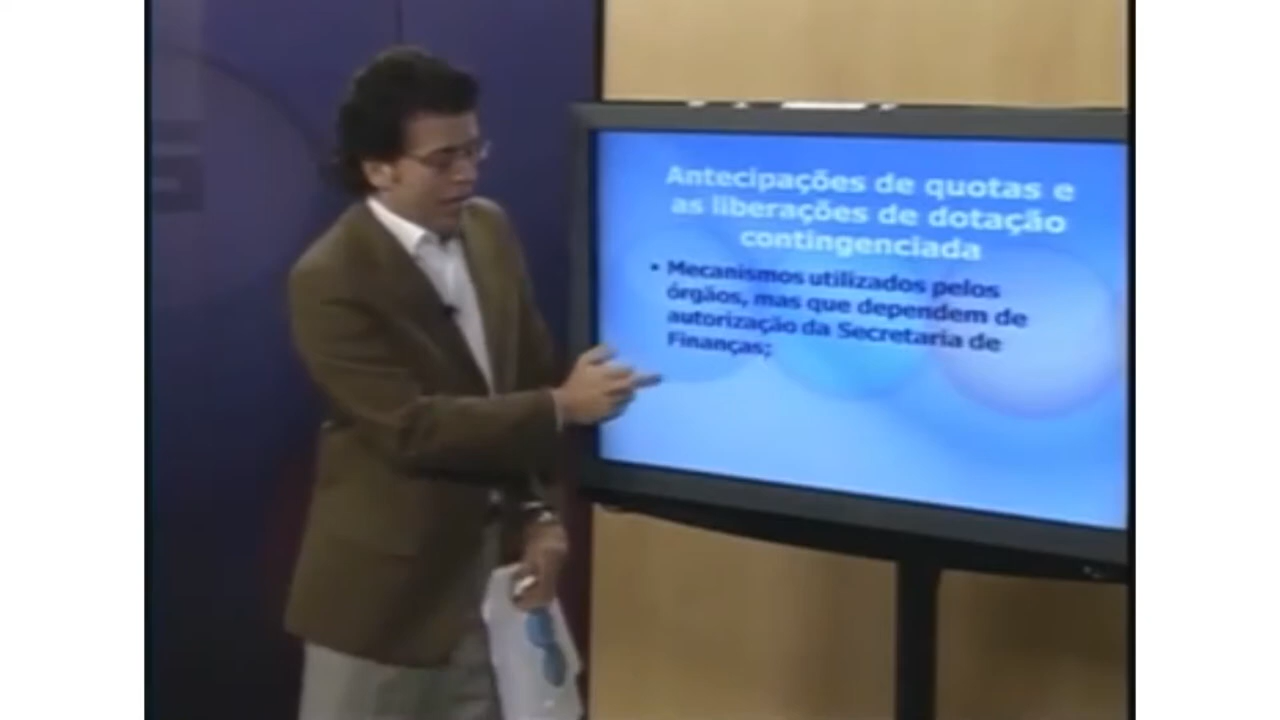 Antecipações de quotas e
as liberações de dotação
contingenciada
• Mecanismos utilizados pelos
órgãos, mas que dependem de
autorização da Secretaria de
Finanças;